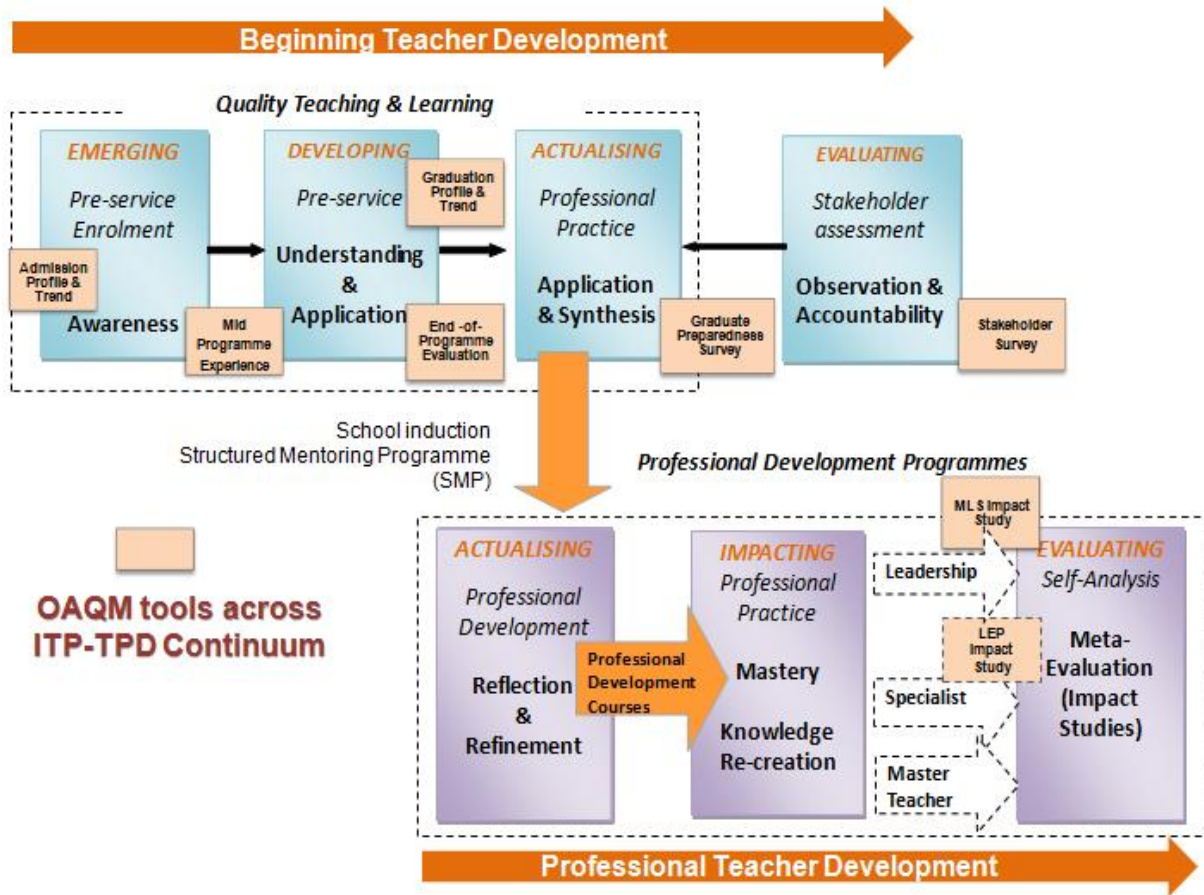 Beginning Teacher Development
Quality Teaching & Learning
EMERGING
Pre-service
Enrolment
Awareness
Admission
Profile &
Trend
Mid
Programme
Experience
DEVELOPING
Pre-service
Understanding
&
Application
Graduation
Profile &
Trend
End -of-
Programme
Evaluation
ACTUALISING
Professional
Practice
Application
& Synthesis
Graduate
Preparedness
Survey
EVALUATING
Stakeholder
assessment
Observation &
Accountability
Stakeholder
Survey
School induction
Structured Mentoring Programme
(SMP)
Professional Development Programmes
OAQM tools across
ITP-TPD Continuum
ACTUALISING
Professional
Development
Reflection
&
Refinement
Professional
Development
Courses
IMPACTING
Professional
Practice
Mastery
Knowledge
Re-creation
Leadership
Specialist
Master
Teacher
ML S Impact
Study
LEP
Impact
Study
EVALUATING
Self-Analysis
Meta-
Evaluation
(Impact
Studies)
Professional Teacher Development